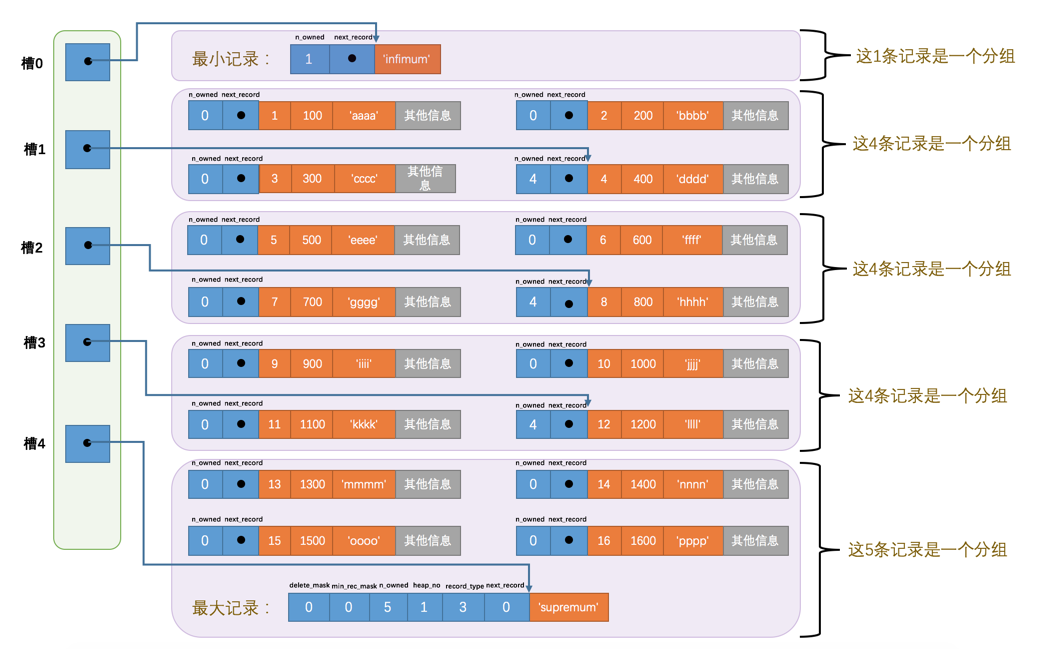 n_owned next_record
槽0
最小记录： 1 'infimum'
这1条记录是一个分组
n_owned next_record n_owned next_record
0 1 100 'aaaa' 其他信息 0 2 200 'bbbb' 其他信息
槽1
这4条记录是一个分组
n_owned next_record n_owned next_record
0 3 300 'cccc' 其他信
息
4 4 400 'dddd' 其他信息
n_owned next_record n_owned next_record
0 5 500 'eeee' 其他信息 0 6 600 'ffff' 其他信息
槽2
这4条记录是一个分组
n_owned next_record n_owned next_record
0 7 700 'gggg' 其他信息 4 8 800 'hhhh' 其他信息
槽3
n_owned next_record n_owned next_record
0 9 900 'iiii' 其他信息 0 10 1000 'jjjj' 其他信息
这4条记录是一个分组
n_owned next_record n_owned next_record
0 11 1100 'kkkk' 其他信息 4 12 1200 'llll' 其他信息
槽4
n_owned next_record n_owned next_record
0 13 1300 'mmmm' 其他信息 0 14 1400 'nnnn' 其他信息
n_owned next_record n_owned next_record
0 15 1500 'oooo' 其他信息 0 16 1600 'pppp' 其他信息
这5条记录是一个分组
delete_mask min_rec_mask n_owned heap_no record_type next_record
最大记录： 0 0 5 1 3 0 'supremum'